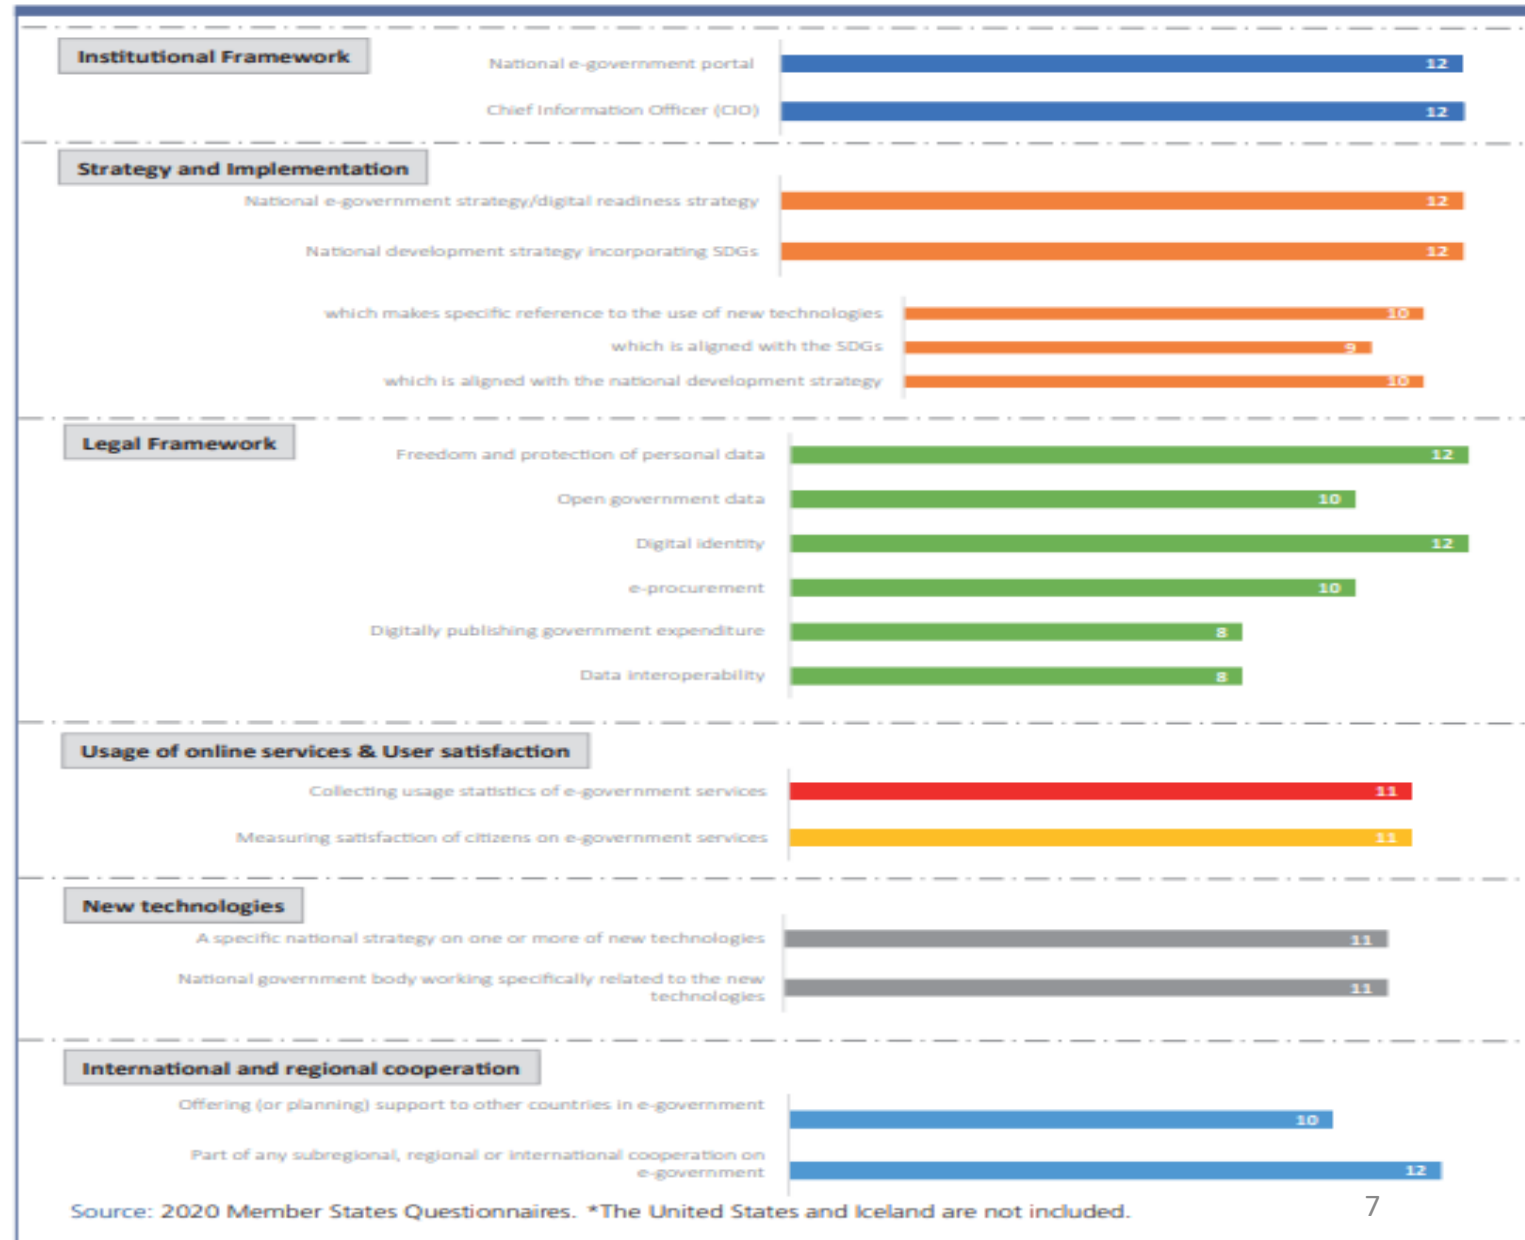 Institutional Framework
National e-government portal 12
Chief Information Officer (CIO) 12
Strategy and Implementation
National e-government strategy/digital readiness strategy 12
National development strategy incorporating SDGs 12
which makes specific reference to the use of new technologies 10
which is aligned with the SDGs 9
which is aligned with the national development strategy 10
Legal Framework
Freedom and protection of personal data 12
Open government data 10
Digital identity 12
e-procurement 10
Digitally publishing government expenditure 8
Data interoperability 8
Usage of online services & User satisfaction
Collecting usage statistics of e-government services 11
Measuring satisfaction of citizens on e-government services 11
New technologies
A specific national strategy on one or more of new technologies 11
National government body working specifically related to the new
technologies 11
International and regional cooperation
Offering (or planning) support to other countries in e-government 10
Part of any subregional, regional or international cooperation on
e-government 12
Source: 2020 Member States Questionnaires. *The United States and Iceland are not included. 7